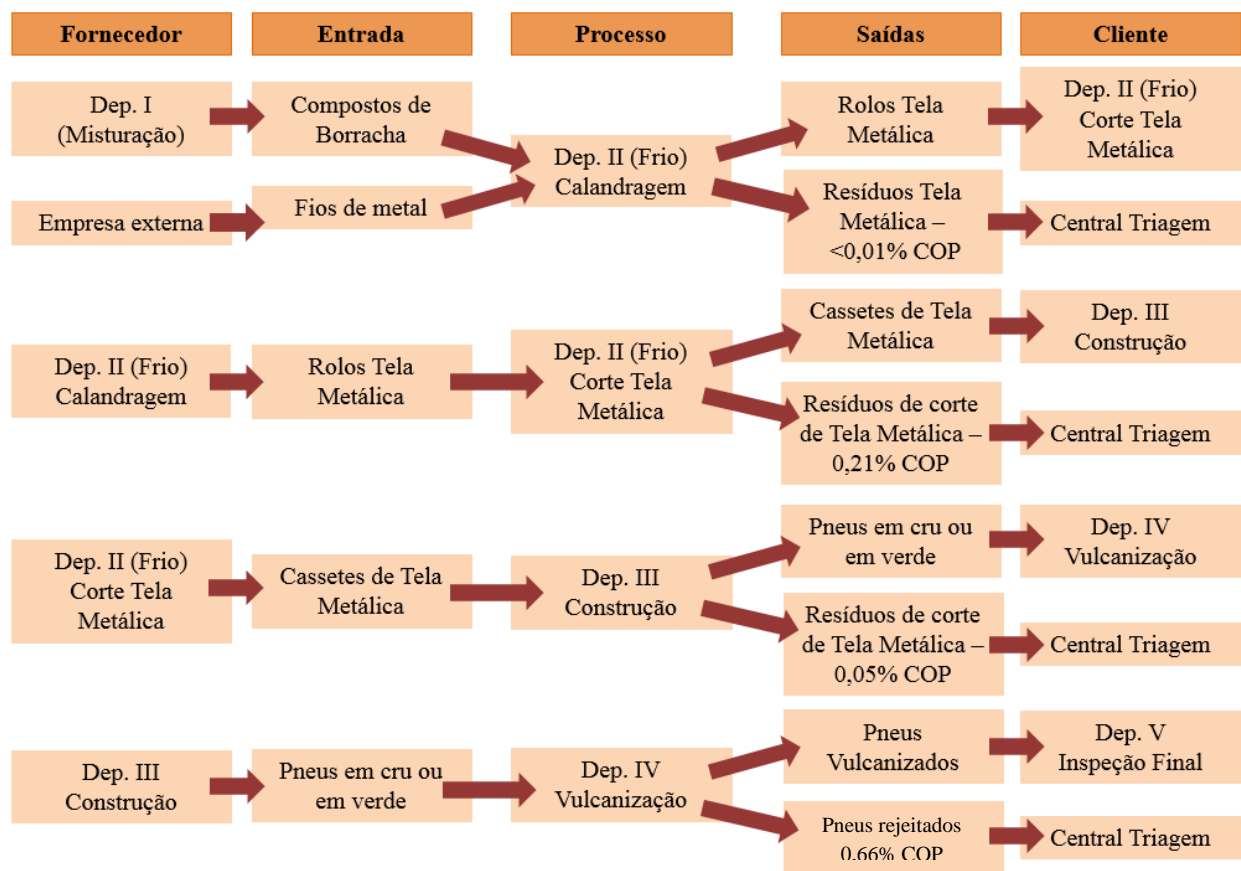 Fornecedor
Entrada
Processo
Saídas
Cliente
Dep. I
(Misturação)
Compostos de
Borracha
Dep. II (Frio)
Calandragem
Rolos Tela
Metálica
Dep. II (Frio)
Corte Tela
Metálica
Empresa externa
Fios de metal
Resíduos Tela
Metálica –
<0,01% COP
Central Triagem
Dep. II (Frio)
Calandragem
Rolos Tela
Metálica
Dep. II (Frio)
Corte Tela
Metálica
Cassetes de Tela
Metálica
Dep. III
Construção
Resíduos de corte
de Tela Metálica –
0,21% COP
Central Triagem
Dep. II (Frio)
Corte Tela
Metálica
Cassetes de Tela
Metálica
Dep. III
Construção
Pneus em cru ou
em verde
Dep. IV
Vulcanização
Resíduos de corte
de Tela Metálica –
0,05% COP
Central Triagem
Dep. III
Construção
Pneus em cru ou
em verde
Dep. IV
Vulcanização
Pneus
Vulcanizados
Dep. V
Inspeção Final
Pneus rejeitados
0.66% COP
Central Triagem